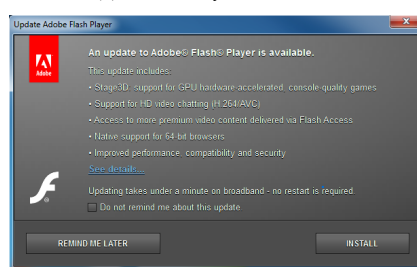 Update Adobe Flash Player
An update to Adobe® Flash® Player is available.
This update includes:
• Stage3D support for GPU hardware-accelerated, console-quality games
• Support for HD video chatting (H.264/AVC)
• Access to more premium video content delivered via Flash Access
• Native support for 64-bit browsers
• Improved performance, compatibility and security
See details...
Updating takes under a minute on broadband - no restart is required.
Do not remind me about this update
REMIND ME LATER
INSTALL
Adobe